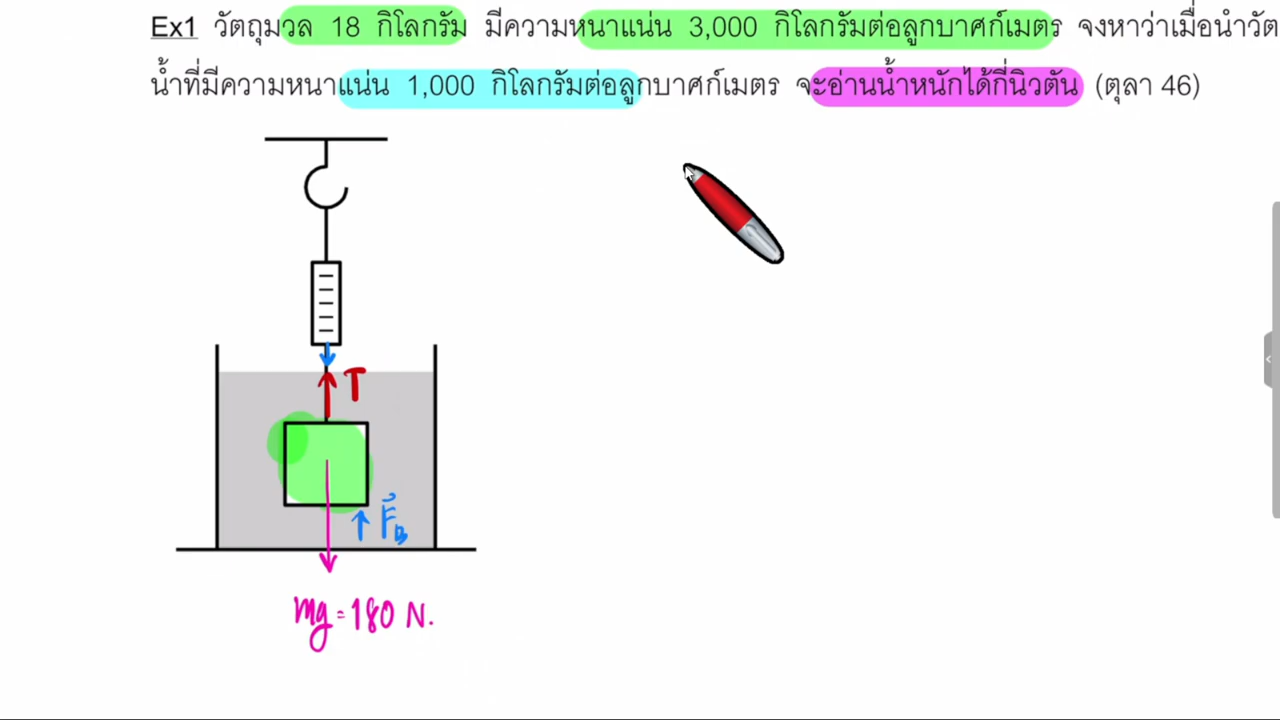 Ex1 วัตถุมวล 18 กิโลกรัม มีความหนาแน่น 3,000 กิโลกรัมต่อลูกบาศก์เมตร จงหาว่าเมื่อนำวัต
น้ำที่มีความหนาแน่น 1,000 กิโลกรัมต่อลูกบาศก์เมตร จะอ่านน้ำหนักได้กี่นิวตัน (ตุลา 46)
T
F⃗B
mg = 180 N.